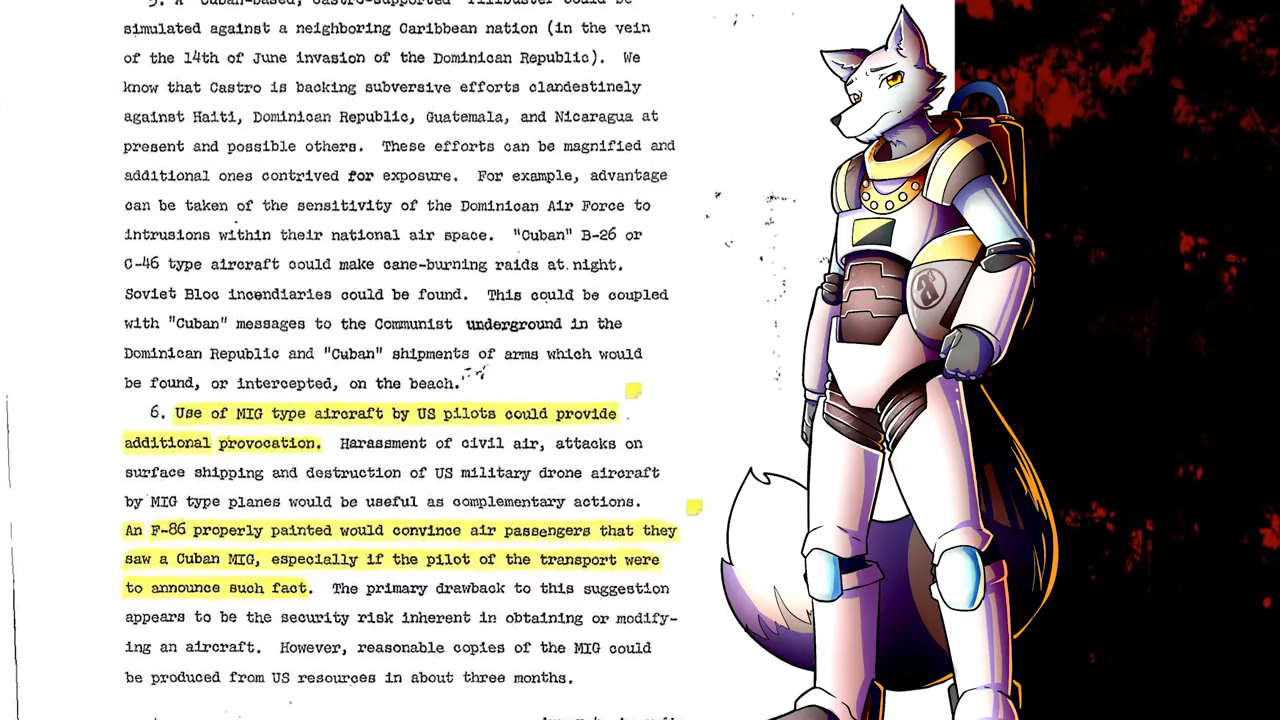 5. A "Cuban-based, Castro-supported" filibuster could be
simulated against a neighboring Caribbean nation (in the vein
of the 14th of June invasion of the Dominican Republic). We
know that Castro is backing subversive efforts clandestinely
against Haiti, Dominican Republic, Guatemala, and Nicaragua at
present and possible others. These efforts can be magnified and
additional ones contrived for exposure. For example, advantage
can be taken of the sensitivity of the Dominican Air Force to
intrusions within their national air space. "Cuban" B-26 or
C-46 type aircraft could make cane-burning raids at night.
Soviet Bloc incendiaries could be found. This could be coupled
with "Cuban" messages to the Communist underground in the
Dominican Republic and "Cuban" shipments of arms which would
be found, or intercepted, on the beach.
6. Use of MIG type aircraft by US pilots could provide
additional provocation. Harassment of civil air, attacks on
surface shipping and destruction of US military drone aircraft
by MIG type planes would be useful as complementary actions.
An F-86 properly painted would convince air passengers that they
saw a Cuban MIG, especially if the pilot of the transport were
to announce such fact. The primary drawback to this suggestion
appears to be the security risk inherent in obtaining or modify-
ing an aircraft. However, reasonable copies of the MIG could
be produced from US resources in about three months.